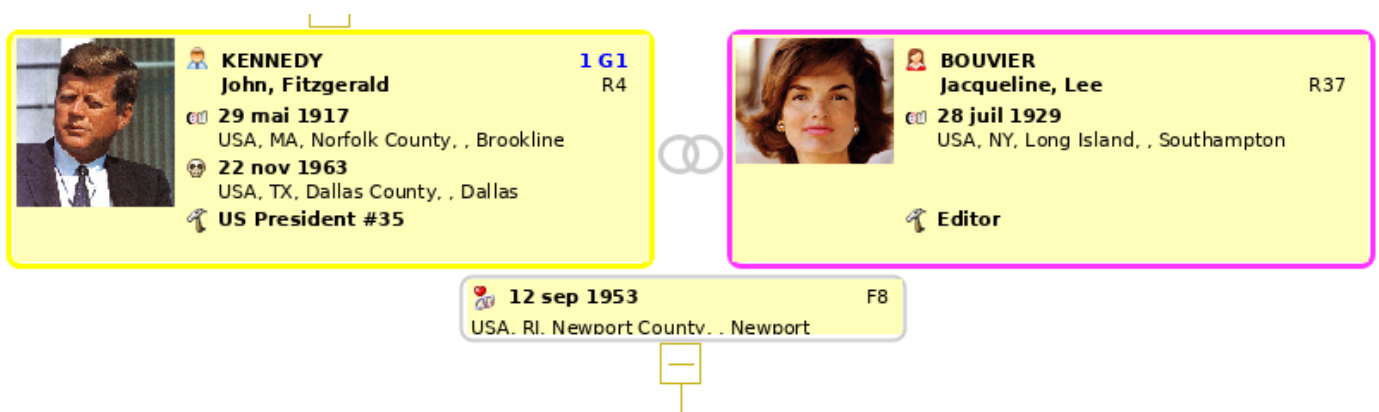 KENNEDY 1 G1
John, Fitzgerald R4
29 mai 1917
USA, MA, Norfolk County, , Brookline
22 nov 1963
USA, TX, Dallas County, , Dallas
US President #35
BOUVIER
Jacqueline, Lee R37
28 juil 1929
USA, NY, Long Island, , Southampton
Editor
12 sep 1953 F8
USA, RI, Newport County, , Newport